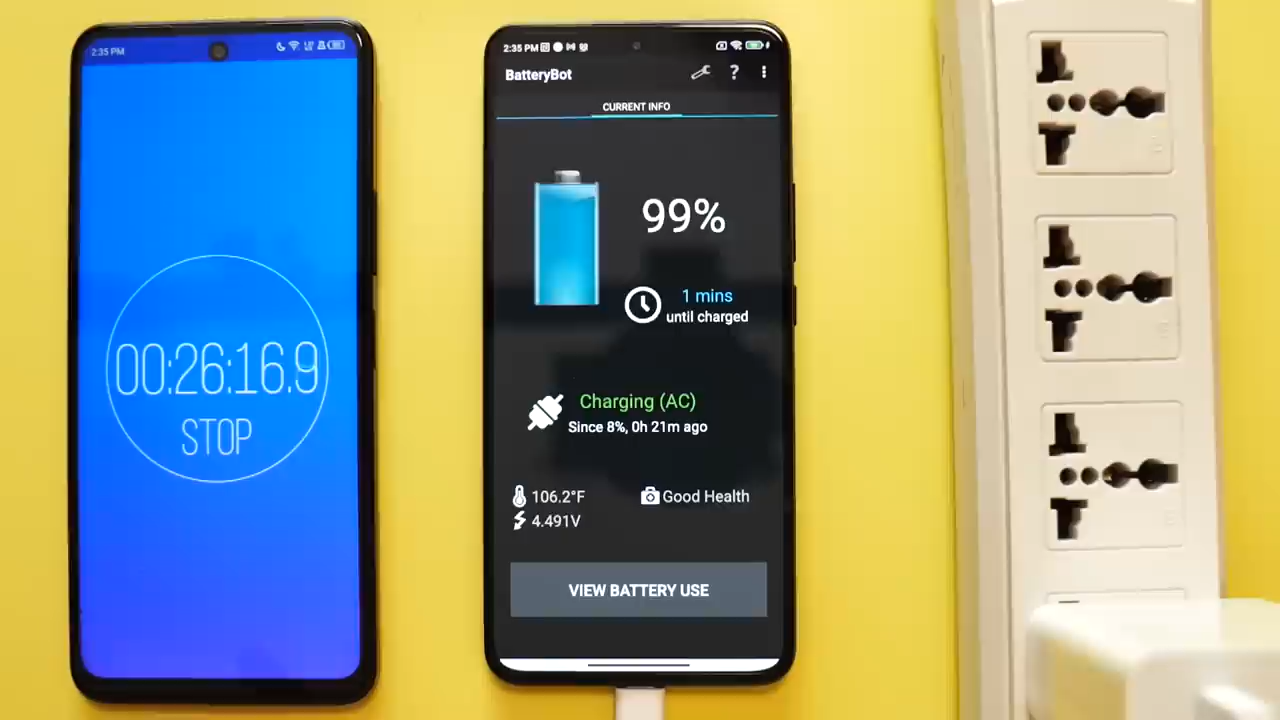 2:35 PM
00:26:16.9
STOP
2:35 PM
BatteryBot
?
CURRENT INFO
99%
1 mins
until charged
Charging (AC)
Since 8%, 0h 21m ago
106.2°F
Good Health
4.491V
VIEW BATTERY USE